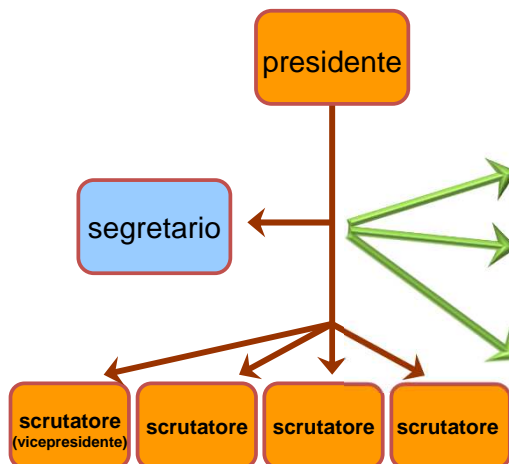 presidente
segretario
scrutatore
(vicepresidente)
scrutatore
scrutatore
scrutatore